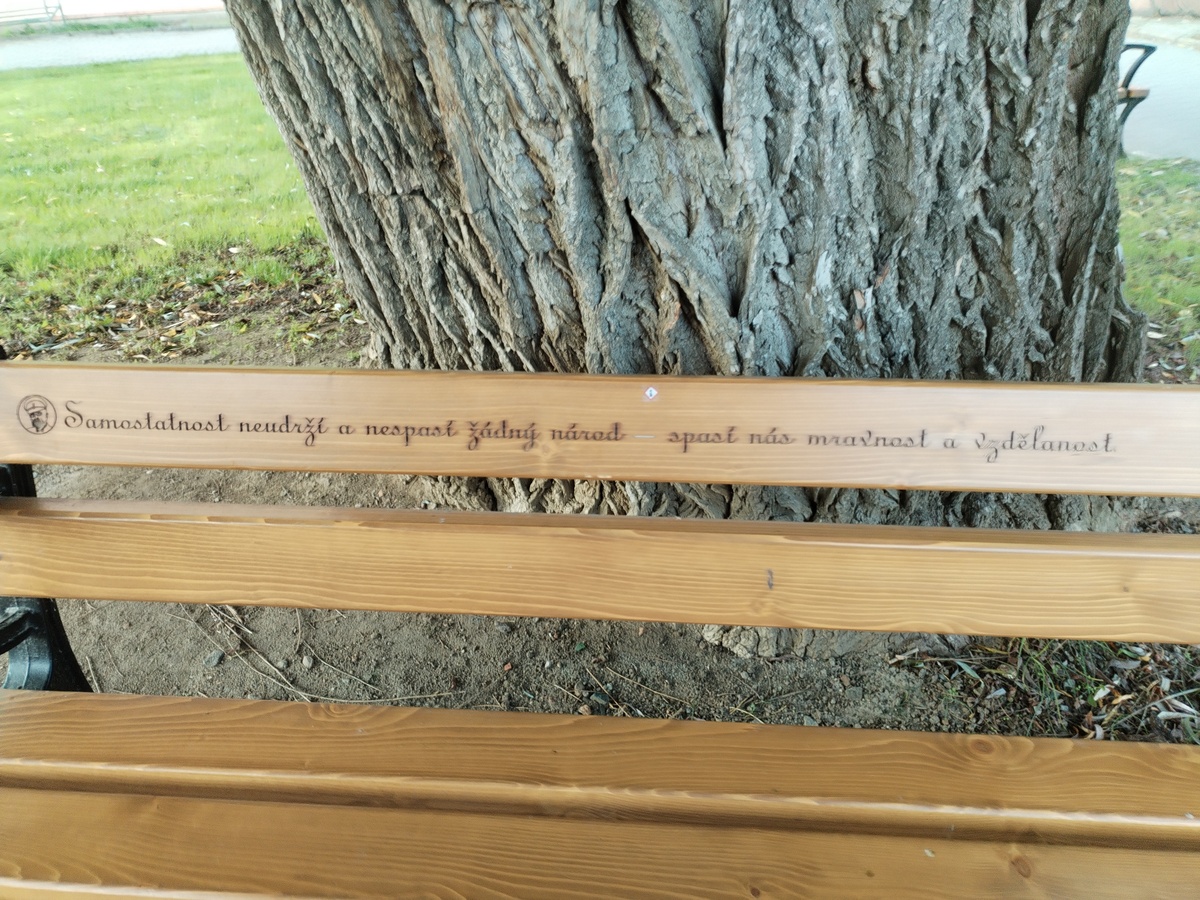 Samostatnost neudrží a nespasí žádný národ — spasí nás mravnost a vzdělanost.